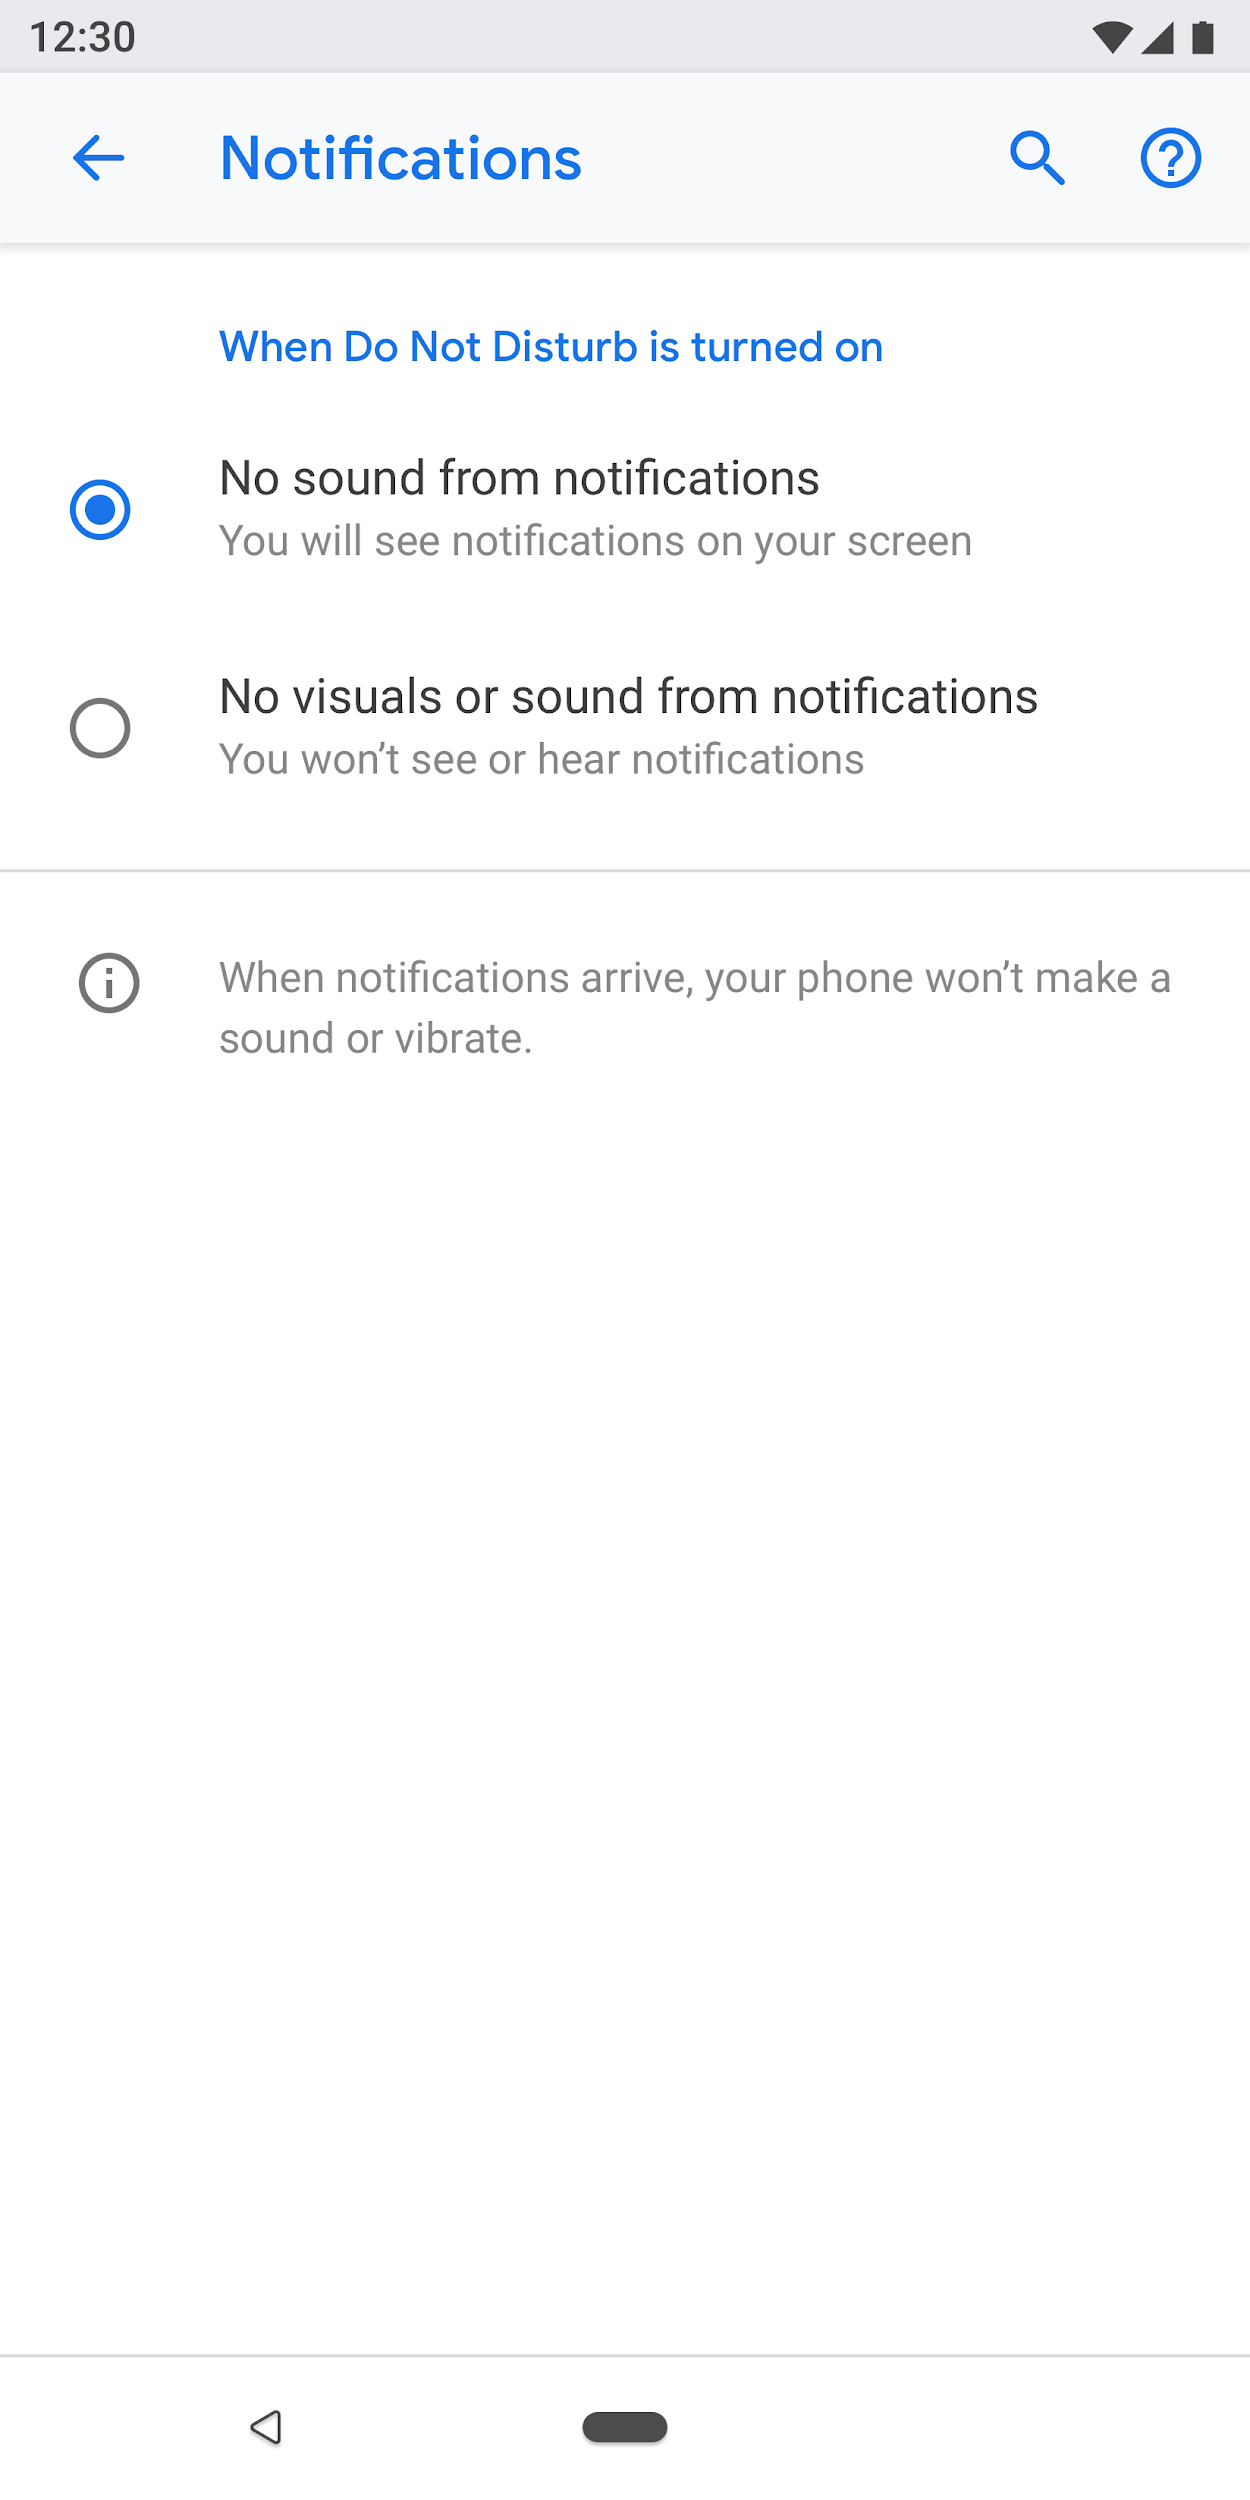 12:30
Notifications
When Do Not Disturb is turned on
No sound from notifications
You will see notifications on your screen
No visuals or sound from notifications
You won’t see or hear notifications
When notifications arrive, your phone won’t make a
sound or vibrate.